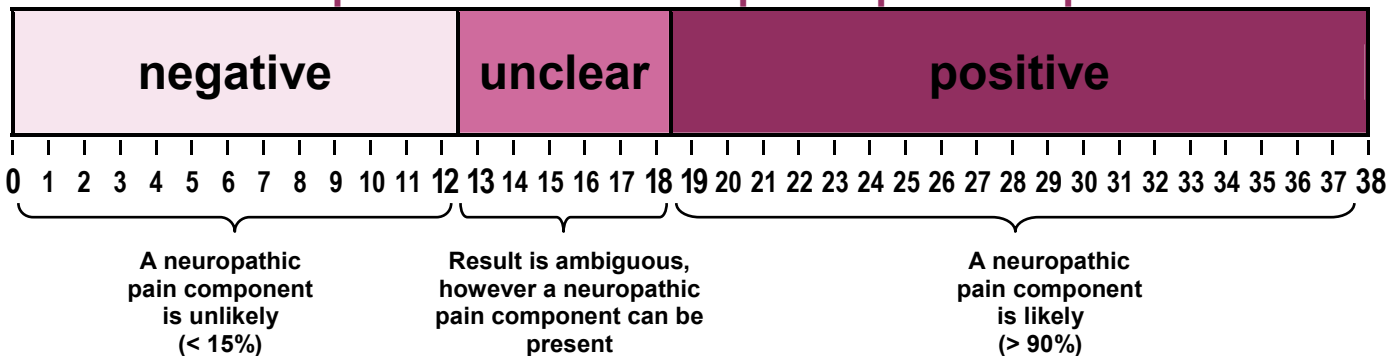 negative unclear positive
0 1 2 3 4 5 6 7 8 9 10 11 12 13 14 15 16 17 18 19 20 21 22 23 24 25 26 27 28 29 30 31 32 33 34 35 36 37 38
A neuropathic
pain component
is unlikely
(< 15%)
Result is ambiguous,
however a neuropathic
pain component can be
present
A neuropathic
pain component
is likely
(> 90%)